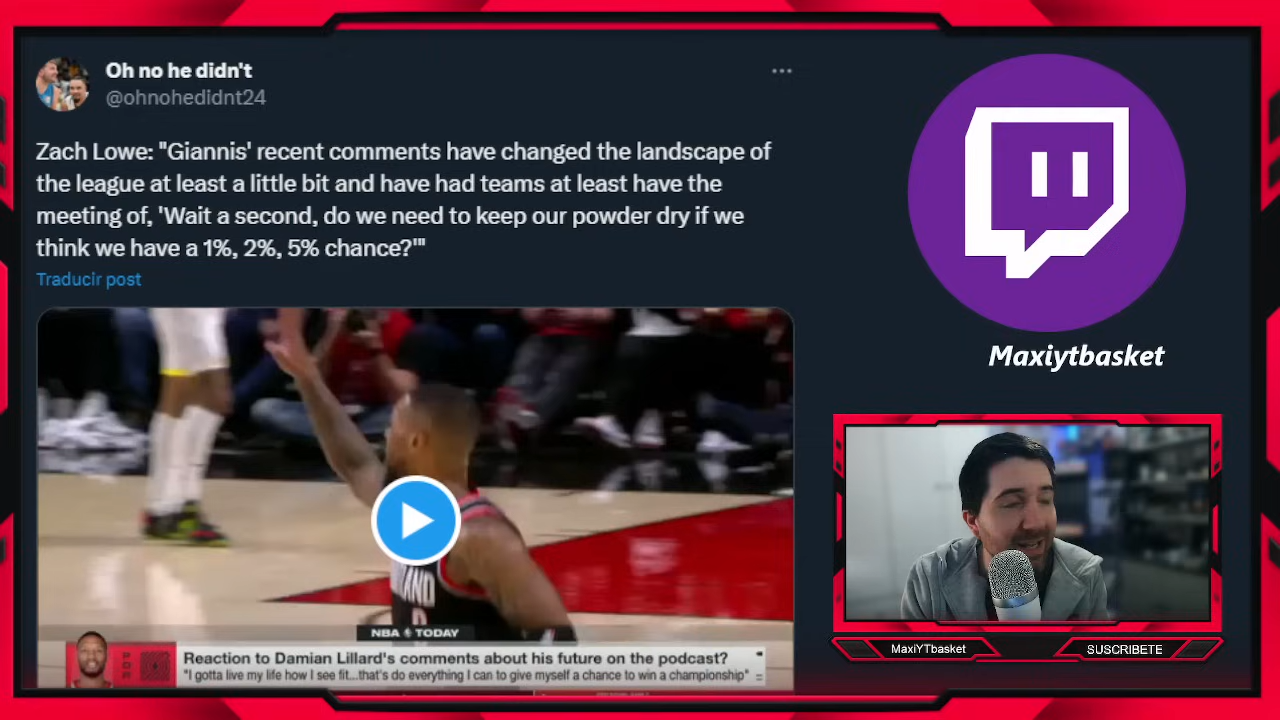 Oh no he didn't
@ohnohedidnt24
Zach Lowe: "Giannis' recent comments have changed the landscape of
the league at least a little bit and have had teams at least have the
meeting of, 'Wait a second, do we need to keep our powder dry if we
think we have a 1%, 2%, 5% chance?'"
Traducir post
NBA TODAY
POR
Reaction to Damian Lillard's comments about his future on the podcast?
"I gotta live my life how I see fit...that's do everything I can to give myself a chance to win a championship"
Maxiytbasket
MaxiYTbasket
SUSCRIBETE